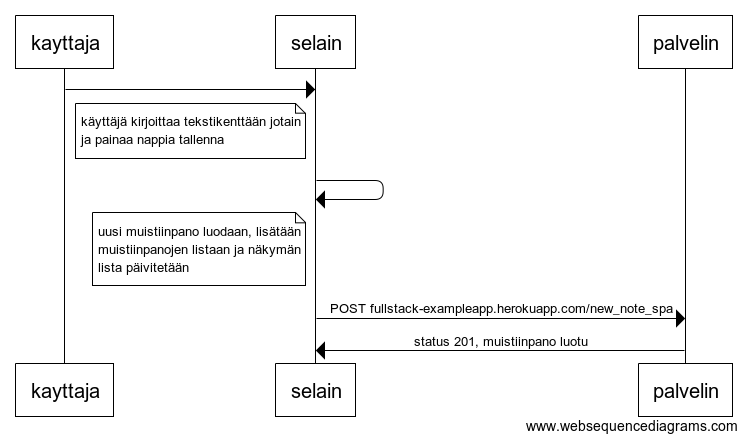 kayttaja
selain
palvelin
käyttäjä kirjoittaa tekstikenttään jotain
ja painaa nappia tallenna
uusi muistiinpano luodaan, lisätään
muistiinpanojen listaan ja näkymän
lista päivitetään
POST fullstack-exampleapp.herokuapp.com/new_note_spa
status 201, muistiinpano luotu
kayttaja
selain
palvelin
www.websequencediagrams.com